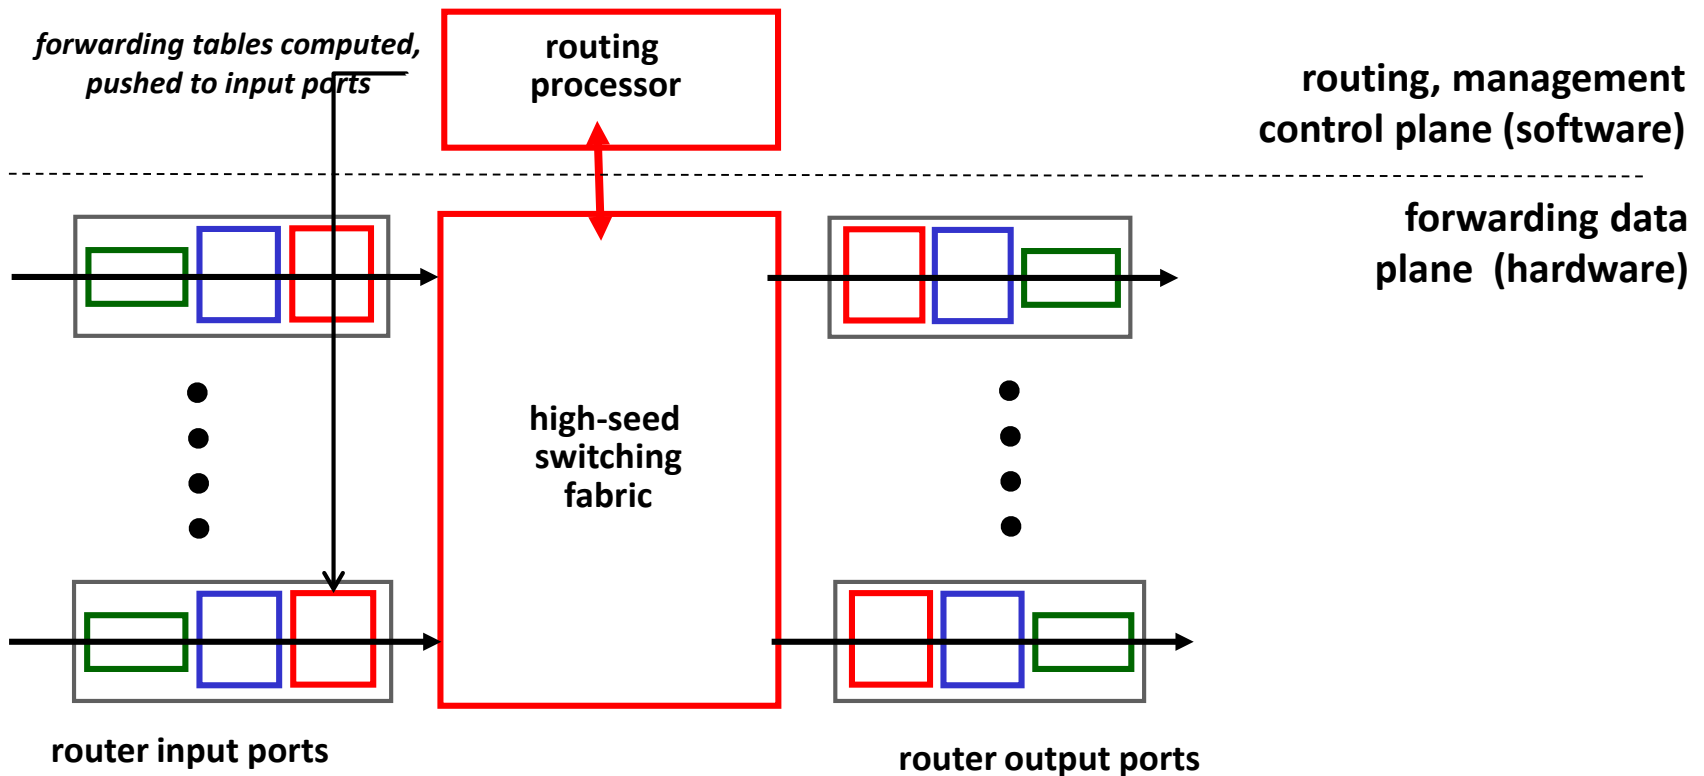 forwarding tables computed,
pushed to input ports
routing
processor
routing, management
control plane (software)
forwarding data
plane (hardware)
high-seed
switching
fabric
router input ports
router output ports